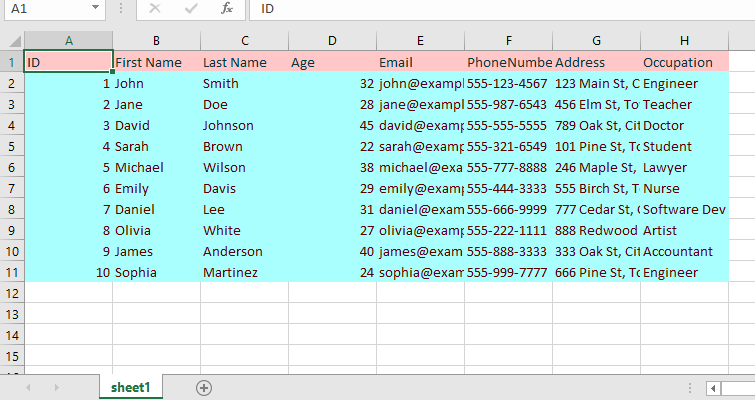 A1 fx ID
A B C D E F G H
1 ID First Name Last Name Age Email PhoneNumbe Address Occupation
2 1 John Smith 32 john@exampl 555-123-4567 123 Main St, C Engineer
3 2 Jane Doe 28 jane@exampl 555-987-6543 456 Elm St, To Teacher
4 3 David Johnson 45 david@examp 555-555-5555 789 Oak St, Cit Doctor
5 4 Sarah Brown 22 sarah@examp 555-321-6549 101 Pine St, To Student
6 5 Michael Wilson 38 michael@exa 555-777-8888 246 Maple St, Lawyer
7 6 Emily Davis 29 emily@examp 555-444-3333 555 Birch St, T Nurse
8 7 Daniel Lee 31 daniel@exam 555-666-9999 777 Cedar St, Software Dev
9 8 Olivia White 27 olivia@examp 555-222-1111 888 Redwood Artist
10 9 James Anderson 40 james@exam 555-888-3333 333 Oak St, Cit Accountant
11 10 Sophia Martinez 24 sophia@exam 555-999-7777 666 Pine St, To Engineer
12
13
14
15
sheet1